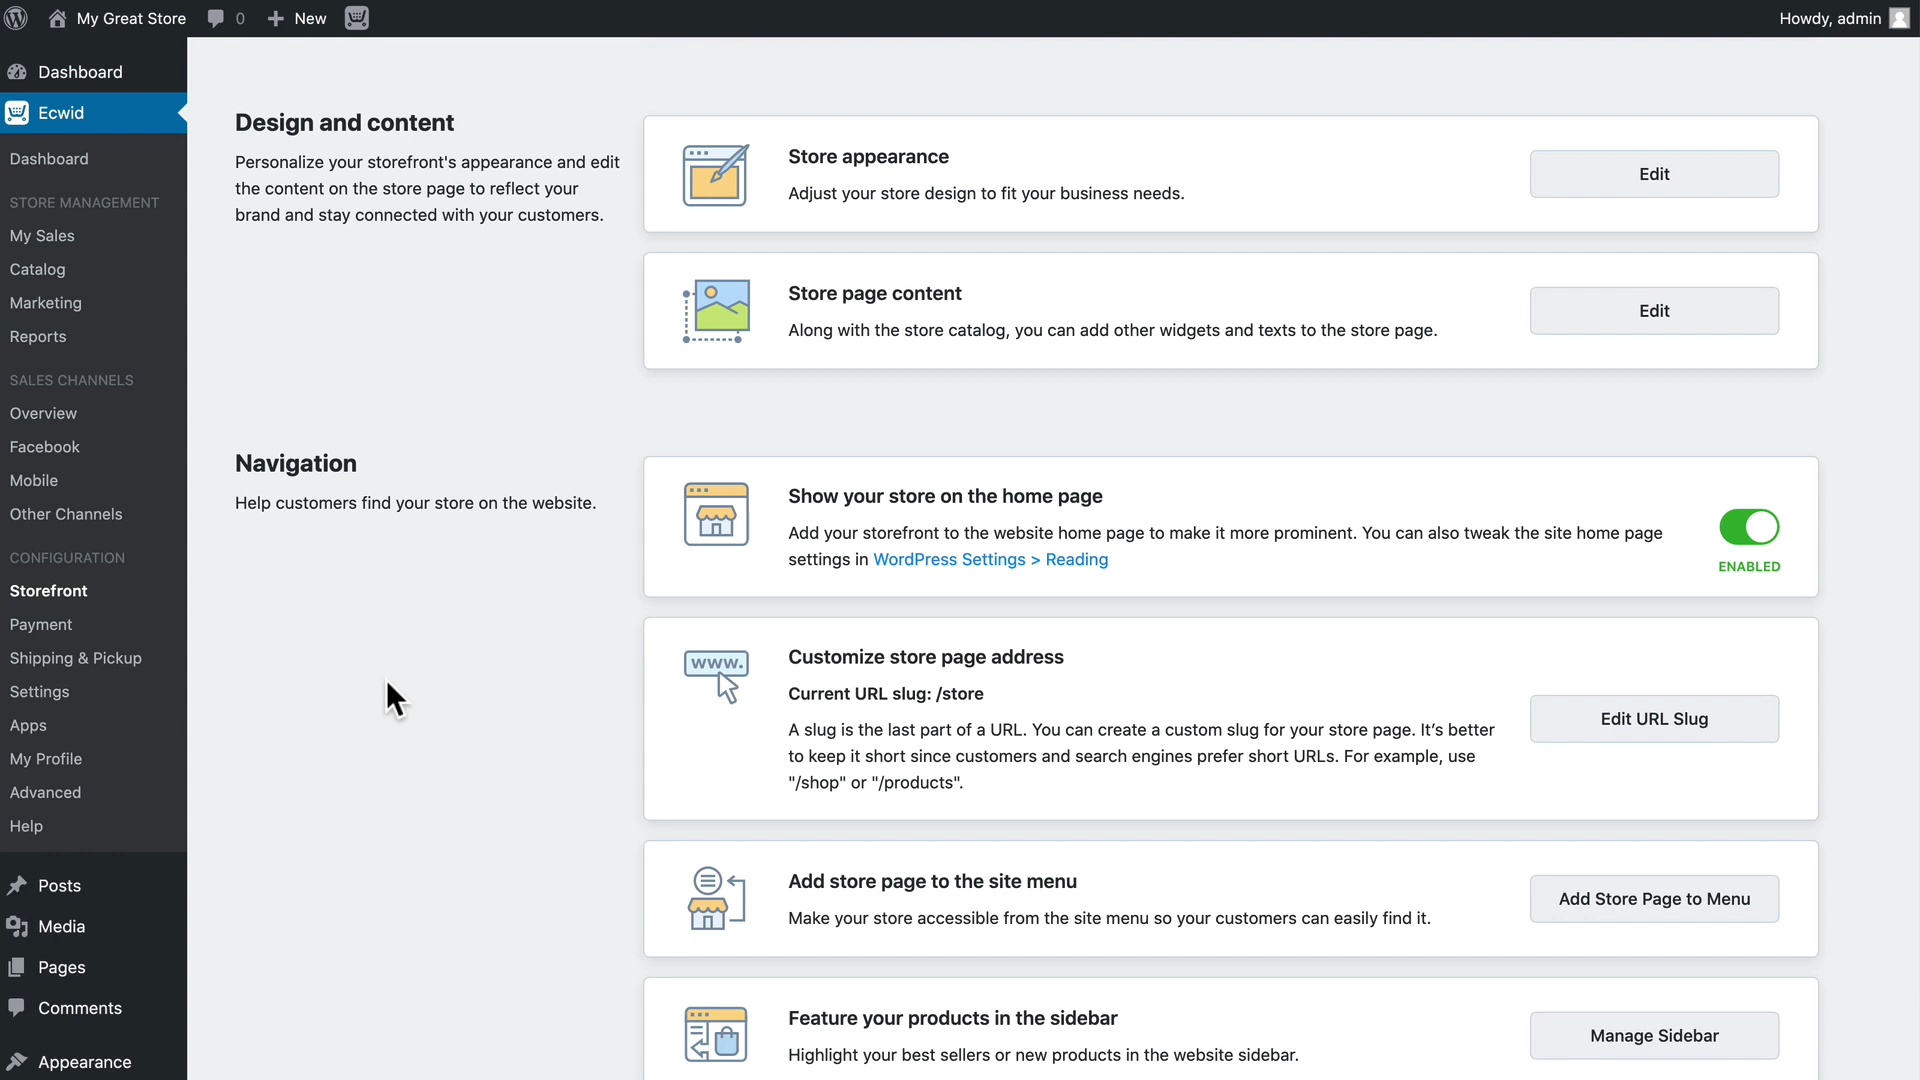 My Great Store
0
New
Howdy, admin
Dashboard
Ecwid
Dashboard
STORE MANAGEMENT
My Sales
Catalog
Marketing
Reports
SALES CHANNELS
Overview
Facebook
Mobile
Other Channels
CONFIGURATION
Storefront
Payment
Shipping & Pickup
Settings
Apps
My Profile
Advanced
Help
Posts
Media
Pages
Comments
Appearance
Design and content
Personalize your storefront's appearance and edit
the content on the store page to reflect your
brand and stay connected with your customers.
Store appearance
Adjust your store design to fit your business needs.
Edit
Store page content
Along with the store catalog, you can add other widgets and texts to the store page.
Edit
Navigation
Help customers find your store on the website.
Show your store on the home page
Add your storefront to the website home page to make it more prominent. You can also tweak the site home page
settings in WordPress Settings > Reading
ENABLED
www.
Customize store page address
Current URL slug: /store
A slug is the last part of a URL. You can create a custom slug for your store page. It’s better
to keep it short since customers and search engines prefer short URLs. For example, use
"/shop" or "/products".
Edit URL Slug
Add store page to the site menu
Make your store accessible from the site menu so your customers can easily find it.
Add Store Page to Menu
Feature your products in the sidebar
Highlight your best sellers or new products in the website sidebar.
Manage Sidebar